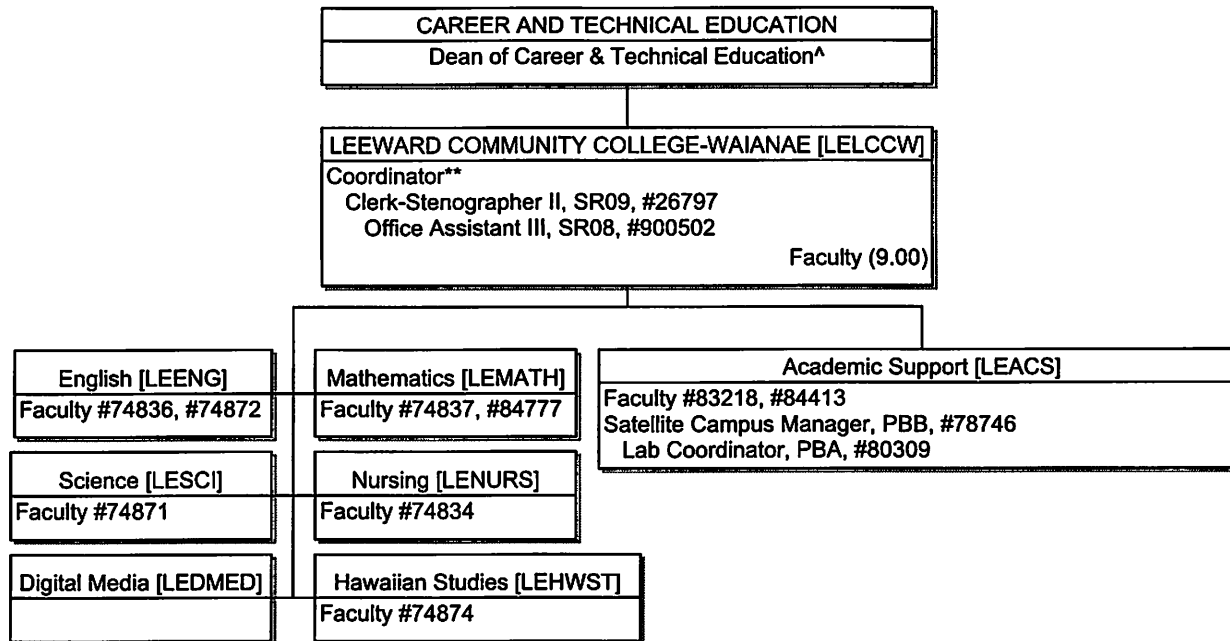 CAREER AND TECHNICAL EDUCATION
Dean of Career & Technical Education^
LEEWARD COMMUNITY COLLEGE-WAIANAE [LELCCW]
Coordinator**
Clerk-Stenographer II, SR09, #26797
Office Assistant III, SR08, #900502
Faculty (9.00)
English [LEENG]
Faculty #74836, #74872
Mathematics [LEMATH]
Faculty #74837, #84777
Academic Support [LEACS]
Faculty #83218, #84413
Satellite Campus Manager, PBB, #78746
Lab Coordinator, PBA, #80309
Science [LESCI]
Faculty #74871
Nursing [LENURS]
Faculty #74834
Digital Media [LEDMED]
Hawaiian Studies [LEHWST]
Faculty #74874